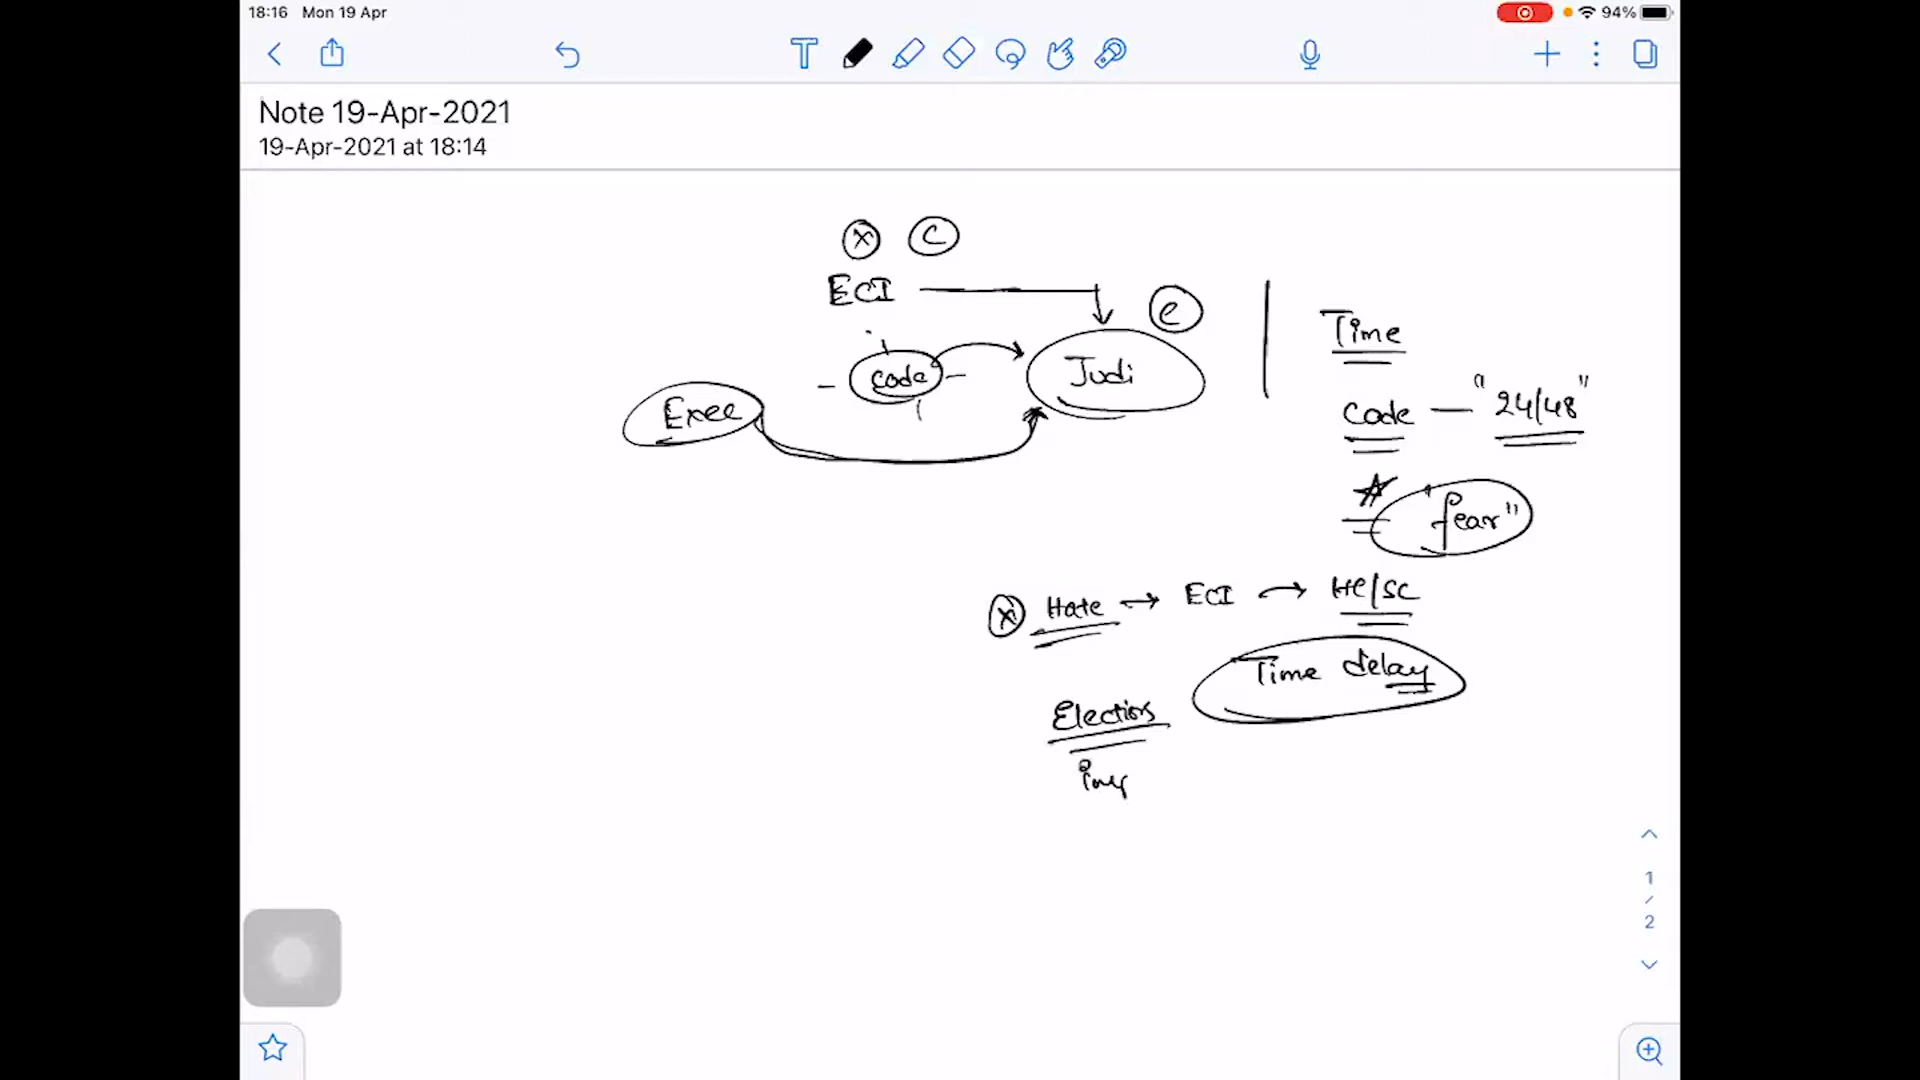 18:16 Mon 19 Apr
94%
T
Note 19-Apr-2021
19-Apr-2021 at 18:14
X C
ECI
e
Code
Judi
Exec
Time
Code — "24/48"
"fear"
X Hate → ECI → HC/SC
Time delay
Elections
1
/
2